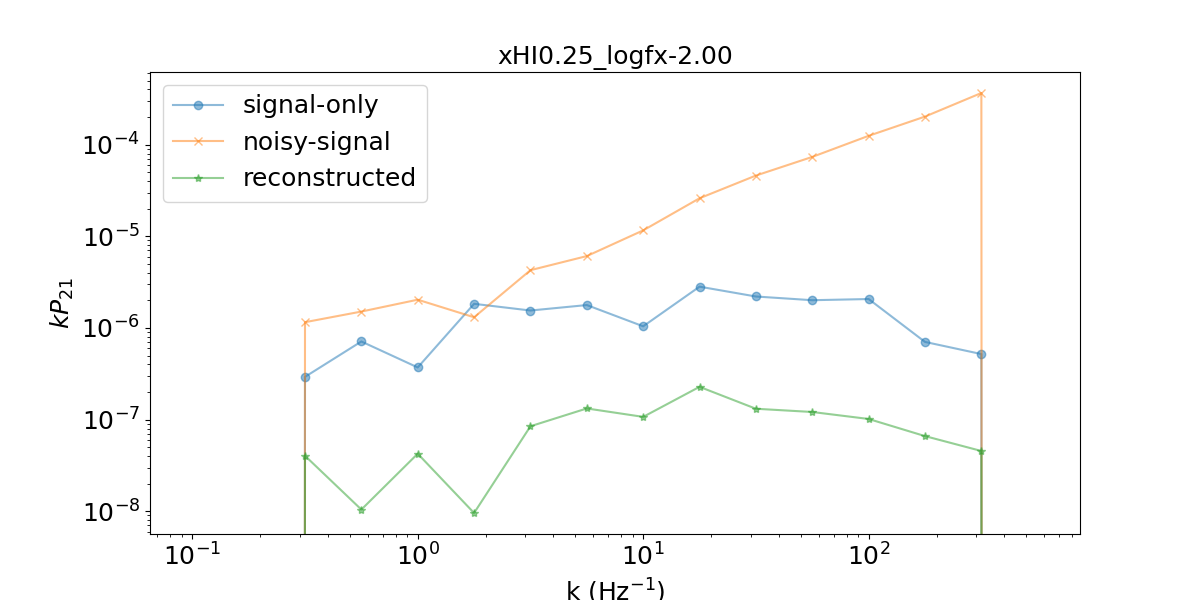 xHI0.25_logfx-2.00
signal-only
noisy-signal
reconstructed
10⁻⁴
10⁻⁵
10⁻⁶
10⁻⁷
10⁻⁸
kP₂₁
10⁻¹ 10⁰ 10¹ 10²
k (Hz⁻¹)